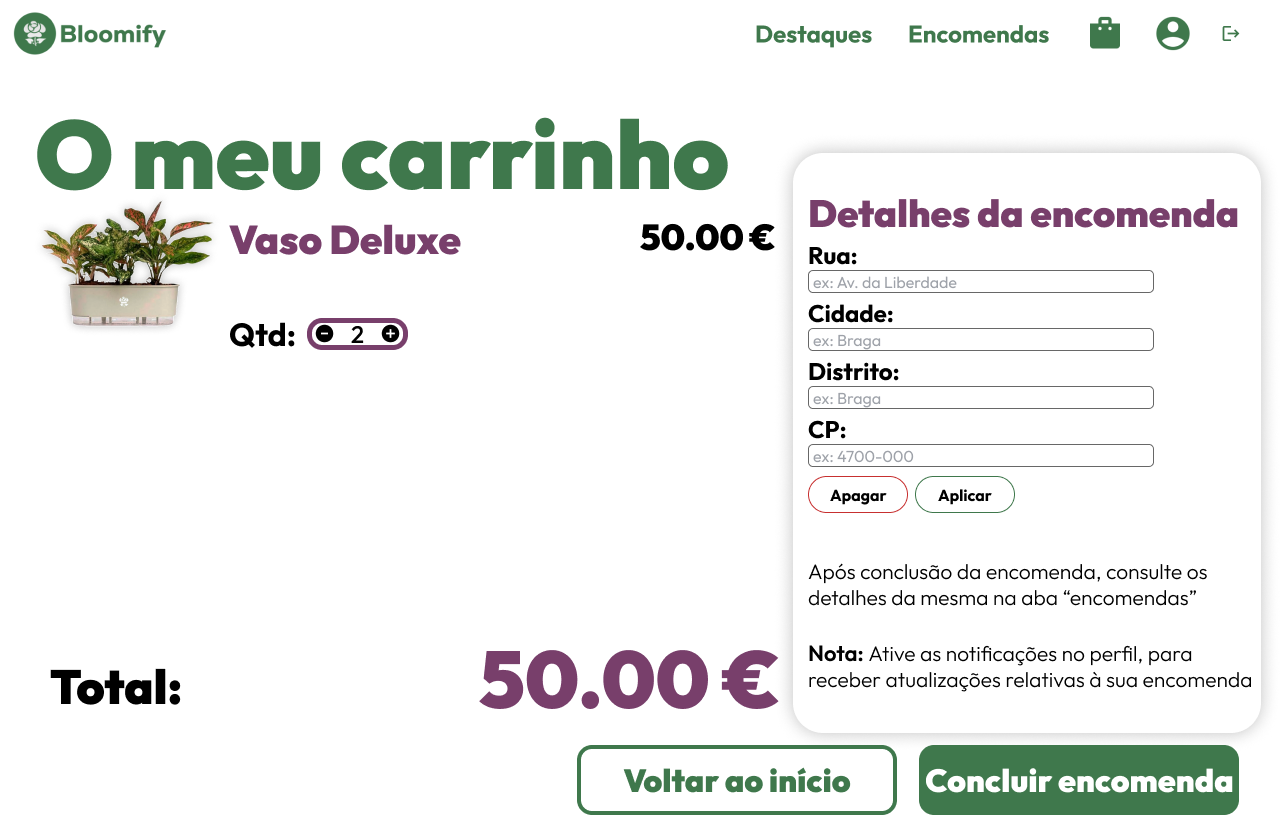 Bloomify
Destaques
Encomendas
O meu carrinho
Vaso Deluxe
50.00 €
Qtd:
2
Total:
50.00 €
Detalhes da encomenda
Rua:
ex: Av. da Liberdade
Cidade:
ex: Braga
Distrito:
ex: Braga
CP:
ex: 4700-000
Apagar
Aplicar
Após conclusão da encomenda, consulte os
detalhes da mesma na aba “encomendas”
Nota: Ative as notificações no perfil, para
receber atualizações relativas à sua encomenda
Voltar ao início
Concluir encomenda